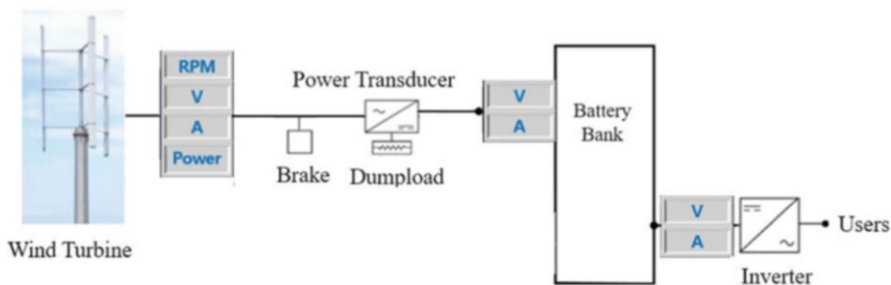 RPM
V
A
Power
Wind Turbine
Brake
Power Transducer
Dumpload
V
A
Battery
Bank
V
A
Inverter
Users